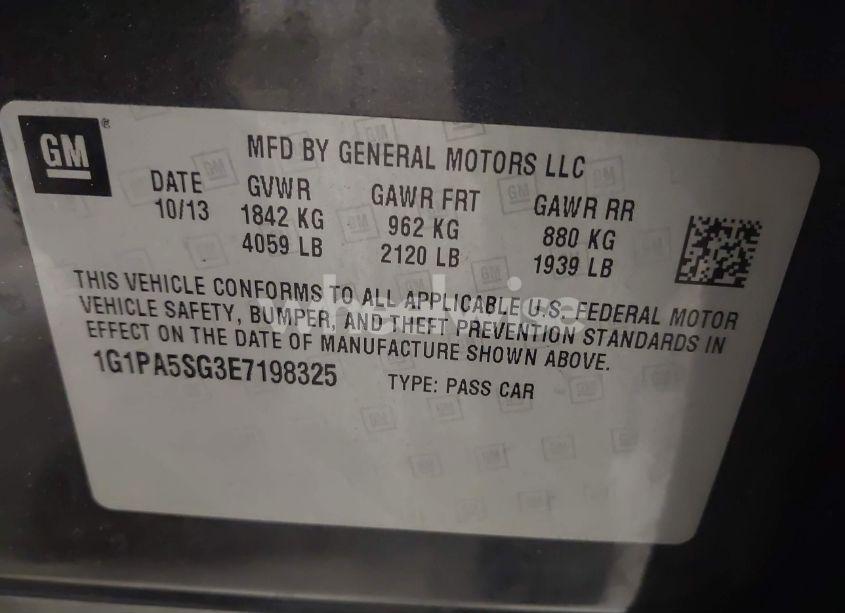 GM®
MFD BY GENERAL MOTORS LLC
DATE GVWR GAWR FRT GAWR RR
10/13 1842 KG 962 KG 880 KG
4059 LB 2120 LB 1939 LB
THIS VEHICLE CONFORMS TO ALL APPLICABLE U.S. FEDERAL MOTOR
VEHICLE SAFETY, BUMPER, AND THEFT PREVENTION STANDARDS IN
EFFECT ON THE DATE OF MANUFACTURE SHOWN ABOVE.
1G1PA5SG3E7198325 TYPE: PASS CAR